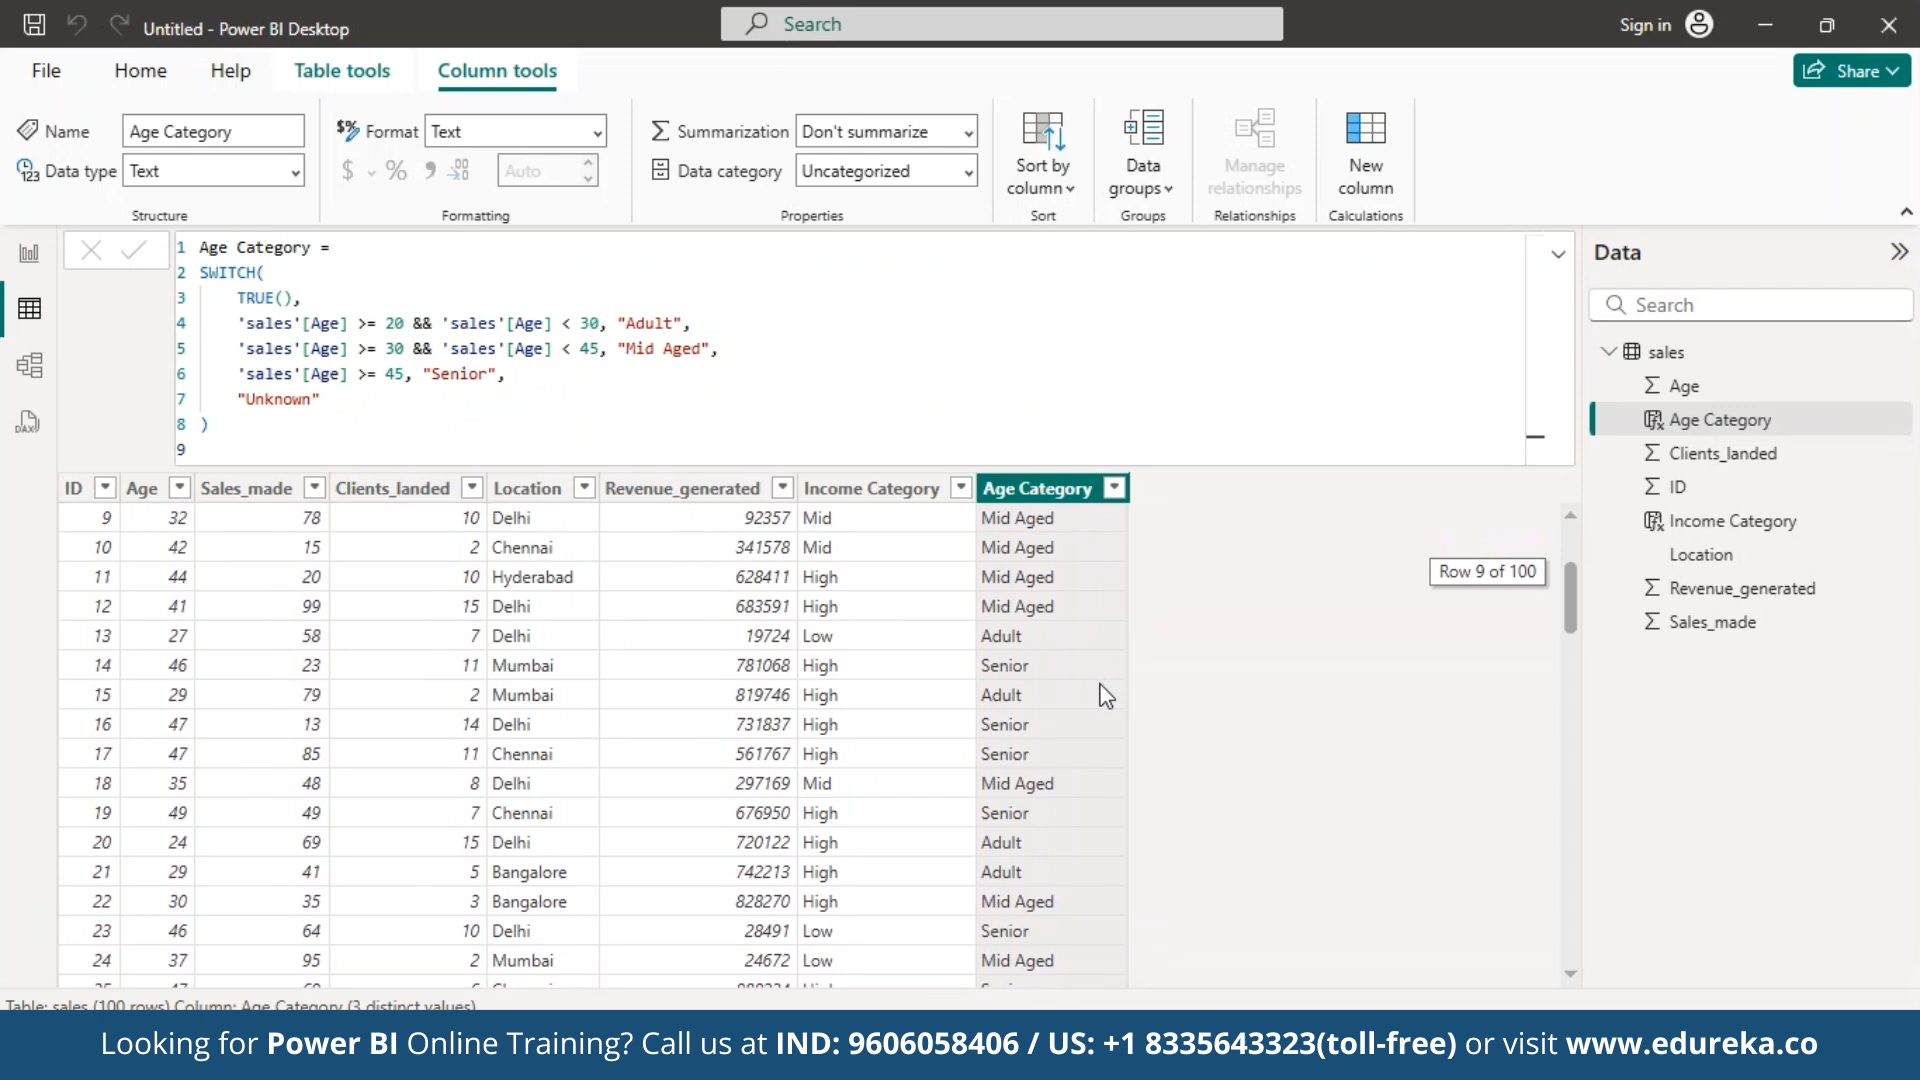 Untitled - Power BI Desktop
Search
Sign in
File Home Help Table tools Column tools
Share
Name Age Category
Data type Text
Structure
Format Text
$ % Auto
Formatting
Summarization Don't summarize
Data category Uncategorized
Properties
Sort by column
Sort
Data groups
Groups
Manage relationships
Relationships
New column
Calculations
1 Age Category =
2 SWITCH(
3 TRUE(),
4 'sales'[Age] >= 20 && 'sales'[Age] < 30, "Adult",
5 'sales'[Age] >= 30 && 'sales'[Age] < 45, "Mid Aged",
6 'sales'[Age] >= 45, "Senior",
7 "Unknown"
8 )
9
ID Age Sales_made Clients_landed Location Revenue_generated Income Category Age Category
9 32 78 10 Delhi 92357 Mid Mid Aged
10 42 15 2 Chennai 341578 Mid Mid Aged
11 44 20 10 Hyderabad 628411 High Mid Aged
12 41 99 15 Delhi 683591 High Mid Aged
13 27 58 7 Delhi 19724 Low Adult
14 46 23 11 Mumbai 781068 High Senior
15 29 79 2 Mumbai 819746 High Adult
16 47 13 14 Delhi 731837 High Senior
17 47 85 11 Chennai 561767 High Senior
18 35 48 8 Delhi 297169 Mid Mid Aged
19 49 49 7 Chennai 676950 High Senior
20 24 69 15 Delhi 720122 High Adult
21 29 41 5 Bangalore 742213 High Adult
22 30 35 3 Bangalore 828270 High Mid Aged
23 46 64 10 Delhi 28491 Low Senior
24 37 95 2 Mumbai 24672 Low Mid Aged
Row 9 of 100
Data
Search
sales
Age
Age Category
Clients_landed
ID
Income Category
Location
Revenue_generated
Sales_made
DAX
Table: sales (100 rows) Column: Age Category (3 distinct values)
Looking for Power BI Online Training? Call us at IND: 9606058406 / US: +1 8335643323(toll-free) or visit www.edureka.co